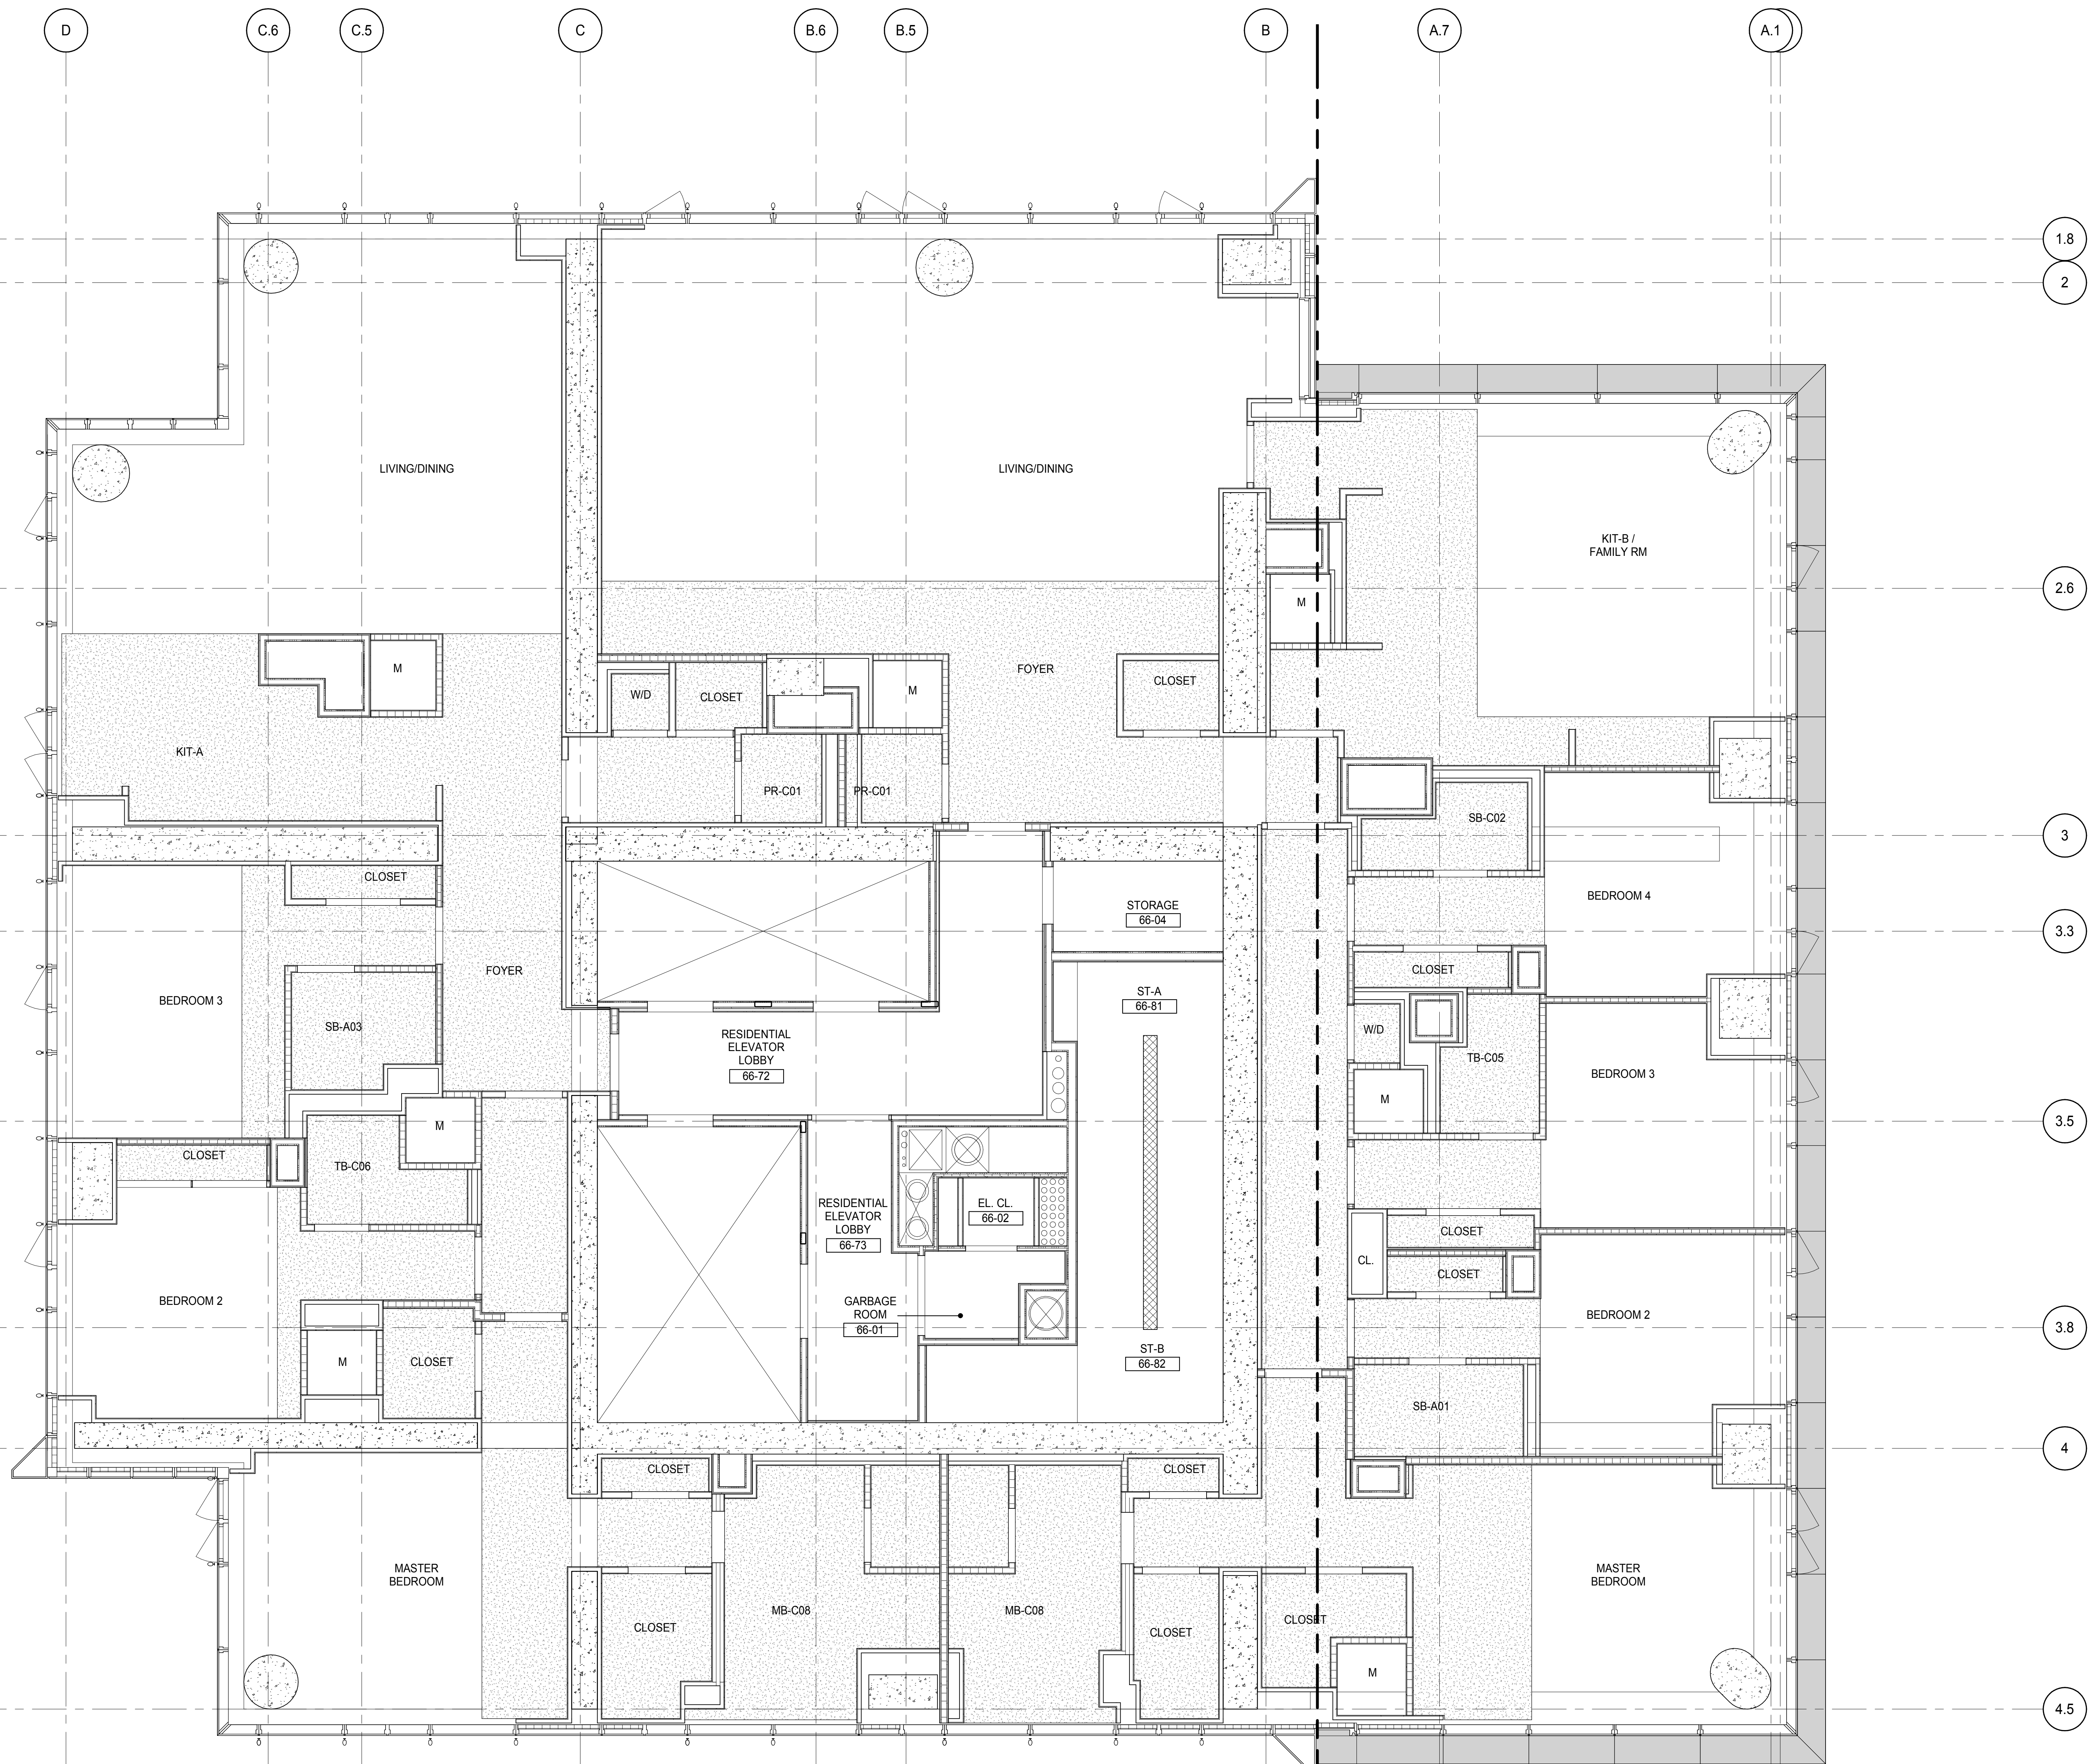 D
C.6
C.5
C
B.6
B.5
B
A.7
A.1
1.8
2
LIVING/DINING
LIVING/DINING
KIT-B /
FAMILY RM
2.6
M
M
FOYER
CLOSET
W/D
CLOSET
M
KIT-A
PR-C01
PR-C01
SB-C02
3
CLOSET
BEDROOM 4
STORAGE
66-04
3.3
FOYER
CLOSET
BEDROOM 3
ST-A
66-81
SB-A03
W/D
RESIDENTIAL
ELEVATOR
LOBBY
66-72
TB-C05
BEDROOM 3
M
M
3.5
CLOSET
TB-C06
RESIDENTIAL
ELEVATOR
LOBBY
66-73
EL. CL.
66-02
CLOSET
CL.
CLOSET
BEDROOM 2
GARBAGE
ROOM
66-01
BEDROOM 2
3.8
M
CLOSET
ST-B
66-82
SB-A01
4
CLOSET
CLOSET
MASTER
BEDROOM
MASTER
BEDROOM
MB-C08
MB-C08
CLOSET
CLOSET
CLOSET
M
4.5